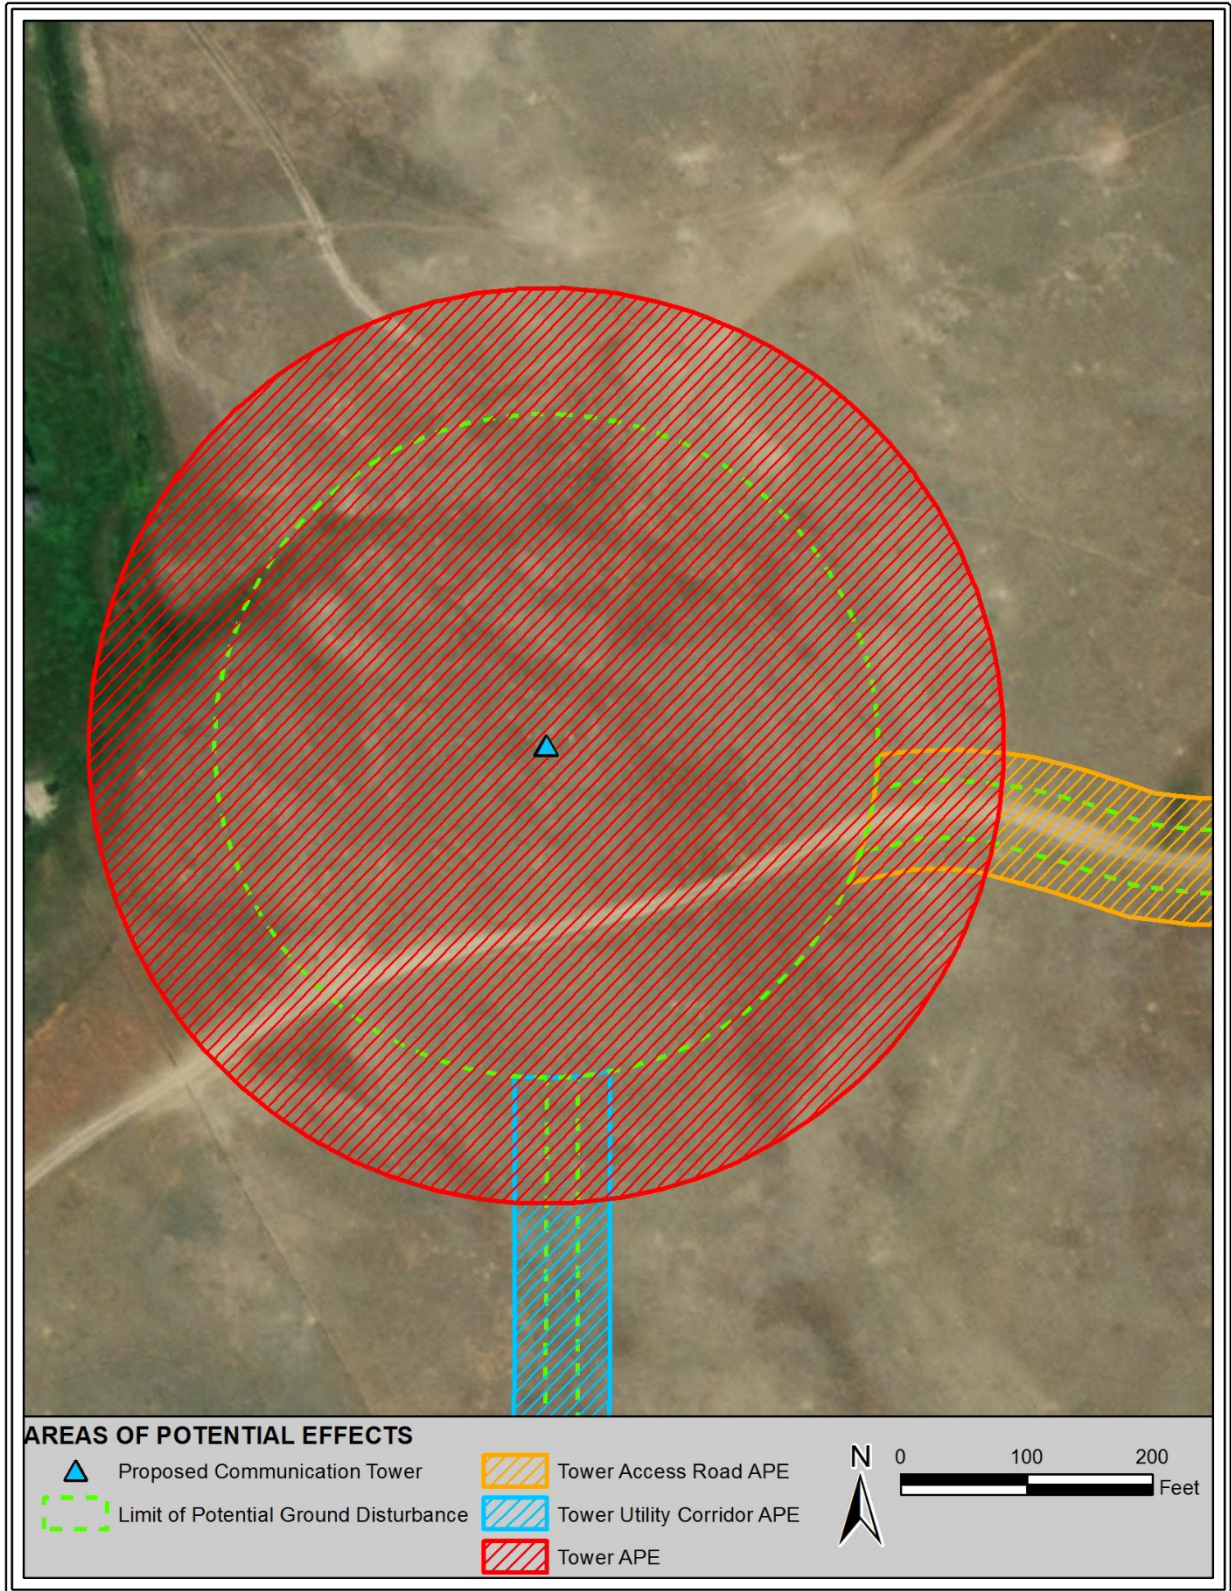 AREAS OF POTENTIAL EFFECTS
Proposed Communication Tower
Limit of Potential Ground Disturbance
Tower Access Road APE
Tower Utility Corridor APE
Tower APE
N
0 100 200
Feet